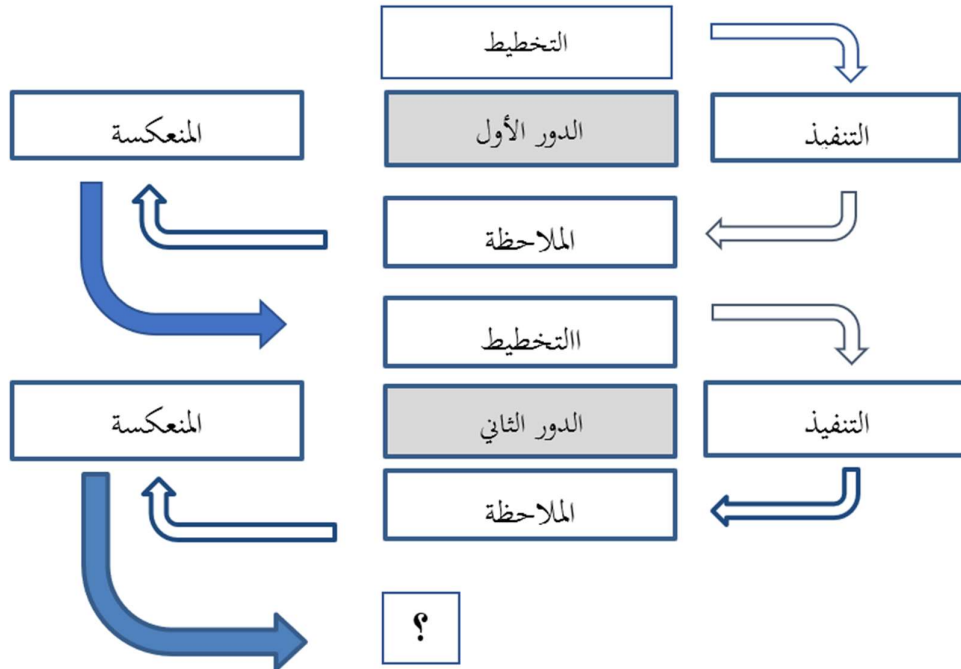 التخطيط
المنعكسة
الدور الأول
التنفيذ
الملاحظة
االتخطيط
المنعكسة
الدور الثاني
التنفيذ
الملاحظة
؟